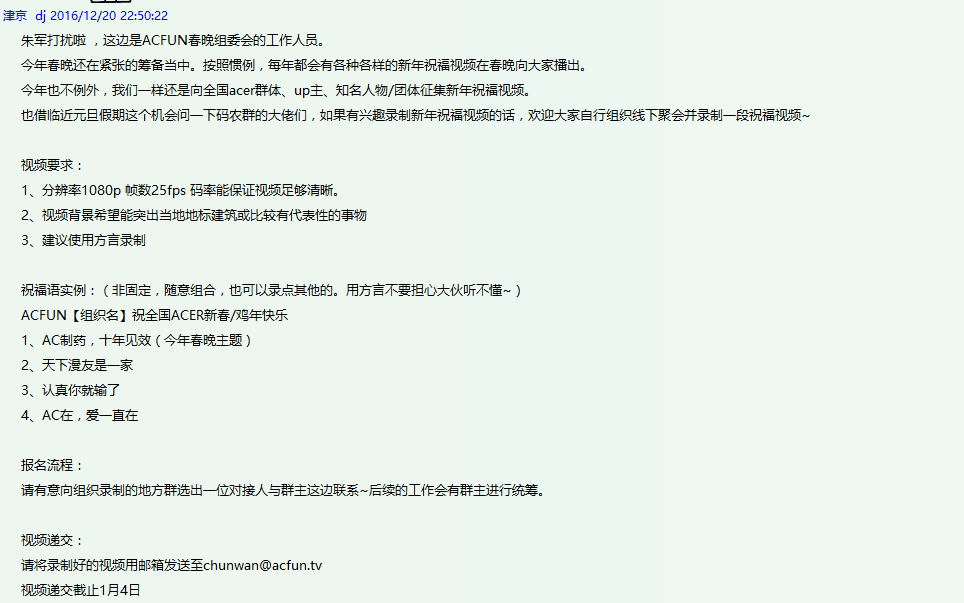 津京 dj 2016/12/20 22:50:22
朱军打扰啦 ，这边是ACFUN春晚组委会的工作人员。
今年春晚还在紧张的筹备当中。按照惯例，每年都会有各种各样的新年祝福视频在春晚向大家播出。
今年也不例外，我们一样还是向全国acer群体、up主、知名人物/团体征集新年祝福视频。
也借临近元旦假期这个机会问一下码农群的大佬们，如果有兴趣录制新年祝福视频的话，欢迎大家自行组织线下聚会并录制一段祝福视频~
视频要求：
1、分辨率1080p 帧数25fps 码率能保证视频足够清晰。
2、视频背景希望能突出当地地标建筑或比较有代表性的事物
3、建议使用方言录制
祝福语实例：（非固定，随意组合，也可以录点其他的。用方言不要担心大伙听不懂~）
ACFUN【组织名】祝全国ACER新春/鸡年快乐
1、AC制药，十年见效（今年春晚主题）
2、天下漫友是一家
3、认真你就输了
4、AC在，爱一直在
报名流程：
请有意向组织录制的地方群选出一位对接人与群主这边联系~后续的工作会有群主进行统筹。
视频递交：
请将录制好的视频用邮箱发送至chunwan@acfun.tv
视频递交截止1月4日